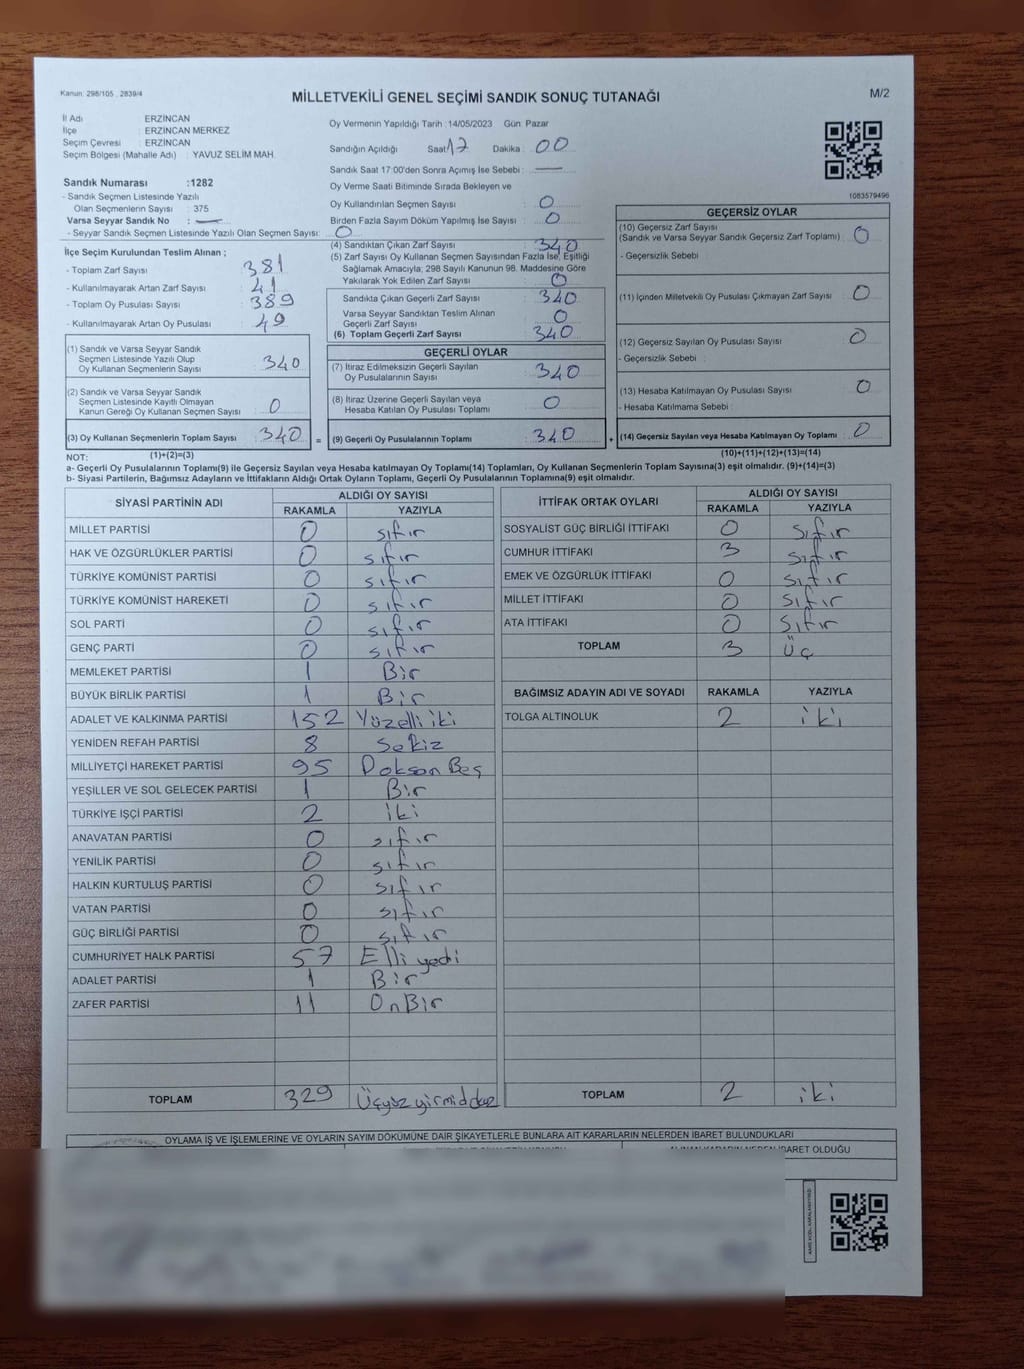 Kanun: 298/105 . 2839/4
MİLLETVEKİLİ GENEL SEÇİMİ SANDIK SONUÇ TUTANAĞI
M/2
İl Adı ERZİNCAN
İlçe : ERZİNCAN MERKEZ
Seçim Çevresi : ERZİNCAN
Seçim Bölgesi (Mahalle Adı) : YAVUZ SELİM MAH.
Oy Vermenin Yapıldığı Tarih :14/05/2023 Gün: Pazar
Sandığın Açıldığı Saat 17 Dakika : 00
Sandık Saat 17:00'den Sonra Açımış İse Sebebi : —
Sandık Numarası :1282
- Sandık Seçmen Listesinde Yazılı
Olan Seçmenlerin Sayısı : 375
Varsa Seyyar Sandık No : —
- Seyyar Sandık Seçmen Listesinde Yazılı Olan Seçmen Sayısı: 0
Oy Verme Saati Bitiminde Sırada Bekleyen ve
Oy Kullandırılan Seçmen Sayısı : 0
Birden Fazla Sayım Döküm Yapılmış İse Sayısı : 0
1083579496
İlçe Seçim Kurulundan Teslim Alınan ;
- Toplam Zarf Sayısı 381
- Kullanılmayarak Artan Zarf Sayısı : 41
- Toplam Oy Pusulası Sayısı : 389
- Kullanılmayarak Artan Oy Pusulası : 49
(4) Sandıktan Çıkan Zarf Sayısı : 340
(5) Zarf Sayısı Oy Kullanan Seçmen Sayısından Fazla İse, Eşitliği
Sağlamak Amacıyla; 298 Sayılı Kanunun 98. Maddesine Göre
Yakılarak Yok Edilen Zarf Sayısı : 0
Sandıkta Çıkan Geçerli Zarf Sayısı : 340
Varsa Seyyar Sandıktan Teslim Alınan
Geçerli Zarf Sayısı : 0
(6) Toplam Geçerli Zarf Sayısı : 340
GEÇERLİ OYLAR
(7) İtiraz Edilmeksizin Geçerli Sayılan
Oy Pusulalarının Sayısı : 340
(8) İtiraz Üzerine Geçerli Sayılan veya
Hesaba Katılan Oy Pusulası Toplamı : 0
(9) Geçerli Oy Pusulalarının Toplamı : 340
(1) Sandık ve Varsa Seyyar Sandık
Seçmen Listesinde Yazılı Olup
Oy Kullanan Seçmenlerin Sayısı : 340
(2) Sandık ve Varsa Seyyar Sandık
Seçmen Listesinde Kayıtlı Olmayan
Kanun Gereği Oy Kullanan Seçmen Sayısı : 0
(3) Oy Kullanan Seçmenlerin Toplam Sayısı : 340 =
GEÇERSİZ OYLAR
(10) Geçersiz Zarf Sayısı
(Sandık ve Varsa Seyyar Sandık Geçersiz Zarf Toplamı) : 0
- Geçersizlik Sebebi :
(11) İçinden Milletvekili Oy Pusulası Çıkmayan Zarf Sayısı : 0
(12) Geçersiz Sayılan Oy Pusulası Sayısı : 0
- Geçersizlik Sebebi :
(13) Hesaba Katılmayan Oy Pusulası Sayısı : 0
- Hesaba Katılmama Sebebi :
+ (14) Geçersiz Sayılan veya Hesaba Katılmayan Oy Toplamı : 0
NOT: (1)+(2)=(3) (10)+(11)+(12)+(13)=(14)
a- Geçerli Oy Pusulalarının Toplamı(9) ile Geçersiz Sayılan veya Hesaba katılmayan Oy Toplamı(14) Toplamları, Oy Kullanan Seçmenlerin Toplam Sayısına(3) eşit olmalıdır. (9)+(14)=(3)
b- Siyasi Partilerin, Bağımsız Adayların ve İttifakların Aldığı Ortak Oyların Toplamı, Geçerli Oy Pusulalarının Toplamına(9) eşit olmalıdır.
SİYASİ PARTİNİN ADI ALDIĞI OY SAYISI
RAKAMLA YAZIYLA
MİLLET PARTİSİ 0 sıfır
HAK VE ÖZGÜRLÜKLER PARTİSİ 0 sıfır
TÜRKİYE KOMÜNİST PARTİSİ 0 sıfır
TÜRKİYE KOMÜNİST HAREKETİ 0 sıfır
SOL PARTİ 0 sıfır
GENÇ PARTİ 0 sıfır
MEMLEKET PARTİSİ 1 Bir
BÜYÜK BİRLİK PARTİSİ 1 Bir
ADALET VE KALKINMA PARTİSİ 152 Yüzelli iki
YENİDEN REFAH PARTİSİ 8 Sekiz
MİLLİYETÇİ HAREKET PARTİSİ 95 Doksan Beş
YEŞİLLER VE SOL GELECEK PARTİSİ 1 Bir
TÜRKİYE İŞÇİ PARTİSİ 2 iki
ANAVATAN PARTİSİ 0 sıfır
YENİLİK PARTİSİ 0 sıfır
HALKIN KURTULUŞ PARTİSİ 0 sıfır
VATAN PARTİSİ 0 sıfır
GÜÇ BİRLİĞİ PARTİSİ 0 sıfır
CUMHURİYET HALK PARTİSİ 57 Elli yedi
ADALET PARTİSİ 1 Bir
ZAFER PARTİSİ 11 OnBir
TOPLAM 329 Üçyüz yirmidokuz
İTTİFAK ORTAK OYLARI ALDIĞI OY SAYISI
RAKAMLA YAZIYLA
SOSYALİST GÜÇ BİRLİĞİ İTTİFAKI 0 sıfır
CUMHUR İTTİFAKI 3 sıfır
EMEK VE ÖZGÜRLÜK İTTİFAKI 0 sıfır
MİLLET İTTİFAKI 0 sıfır
ATA İTTİFAKI 0 sıfır
TOPLAM 3 Üç
BAĞIMSIZ ADAYIN ADI VE SOYADI RAKAMLA YAZIYLA
TOLGA ALTINOLUK 2 iki
TOPLAM 2 iki
OYLAMA İŞ VE İŞLEMLERİNE VE OYLARIN SAYIM DÖKÜMÜNE DAİR ŞİKAYETLERLE BUNLARA AİT KARARLARIN NELERDEN İBARET BULUNDUKLARI
İBARET OLDUĞU